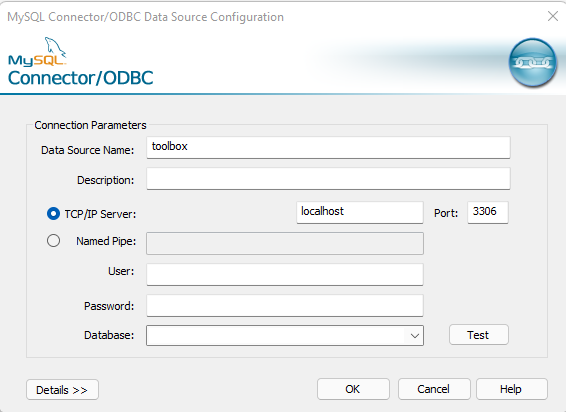 MySQL Connector/ODBC Data Source Configuration
MySQL
Connector/ODBC
Connection Parameters
Data Source Name: toolbox
Description:
TCP/IP Server: localhost Port: 3306
Named Pipe:
User:
Password:
Database: Test
Details >> OK Cancel Help